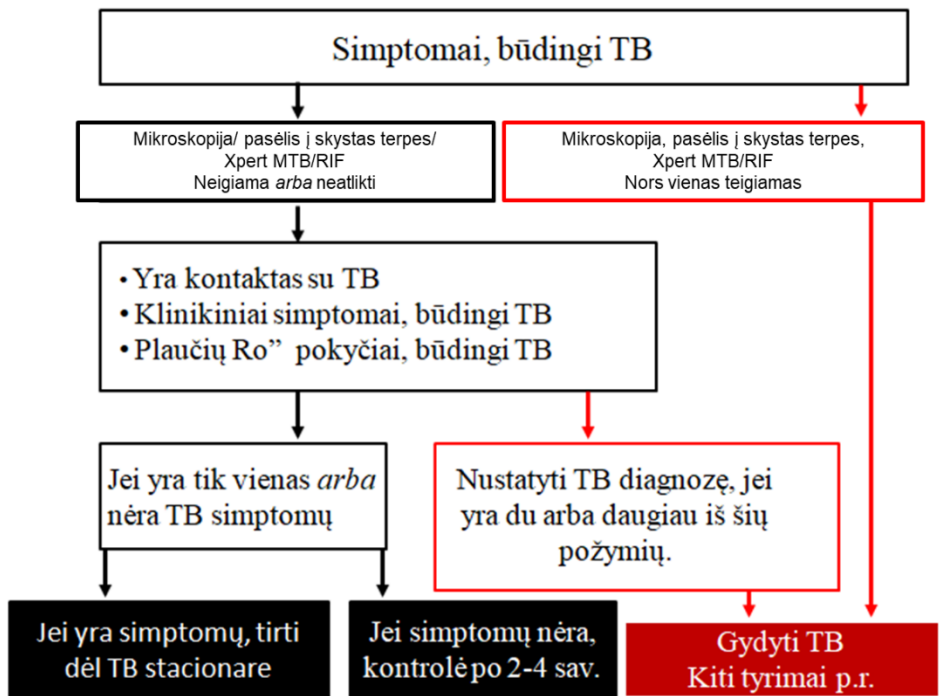 Simptomai, būdingi TB
Mikroskopija/ pasėlis į skystas terpes/
Xpert MTB/RIF
Neigiama arba neatlikti
Mikroskopija, pasėlis į skystas terpes,
Xpert MTB/RIF
Nors vienas teigiamas
• Yra kontaktas su TB
• Klinikiniai simptomai, būdingi TB
• Plaučių Ro” pokyčiai, būdingi TB
Jei yra tik vienas arba
nėra TB simptomų
Nustatyti TB diagnozę, jei
yra du arba daugiau iš šių
požymių.
Jei yra simptomų, tirti
dėl TB stacionare
Jei simptomų nėra,
kontrolė po 2-4 sav.
Gydyti TB
Kiti tyrimai p.r.